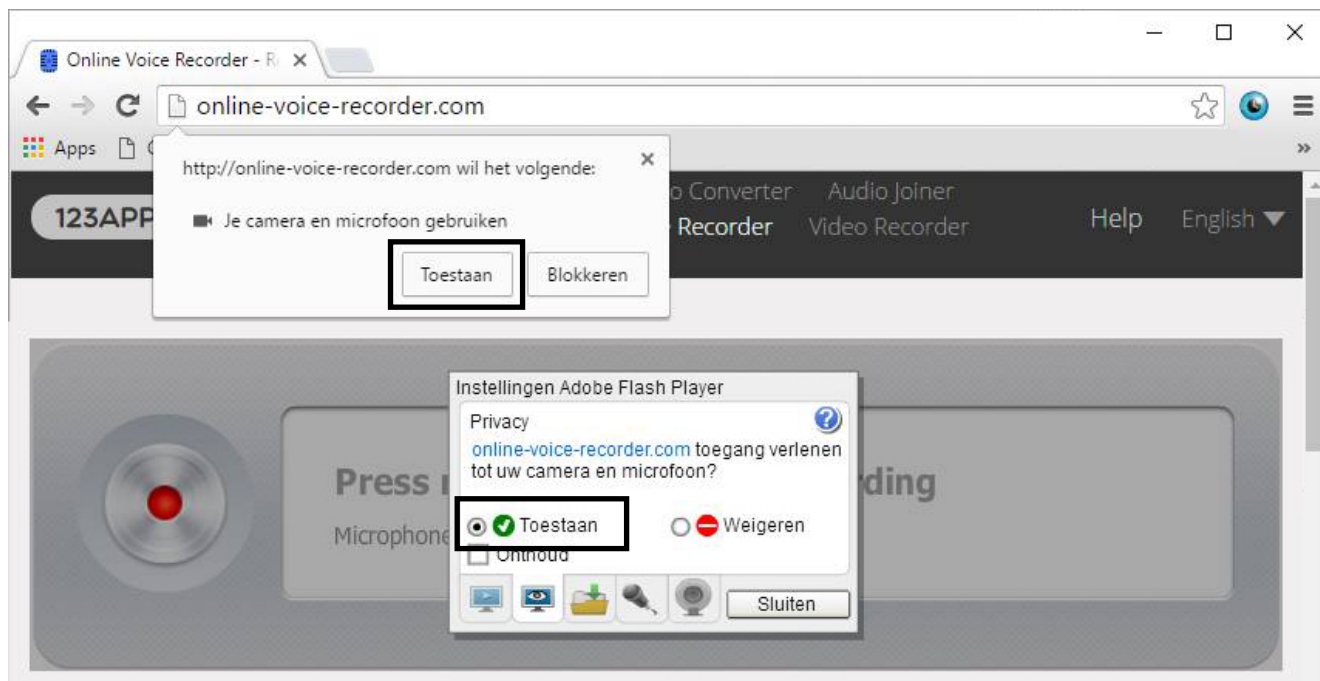 Online Voice Recorder - R
online-voice-recorder.com
Apps
http://online-voice-recorder.com wil het volgende:
Je camera en microfoon gebruiken
Toestaan Blokkeren
123APP
Converter Audio Joiner
Recorder Video Recorder
Help English
Instellingen Adobe Flash Player
Privacy
online-voice-recorder.com toegang verlenen
tot uw camera en microfoon?
Toestaan Weigeren
Onthoud
Sluiten
Press
Microphone